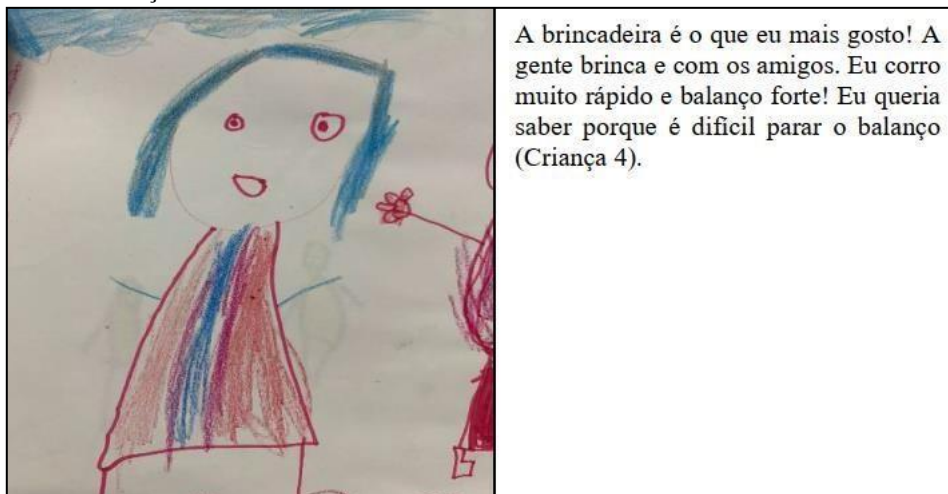 A brincadeira é o que eu mais gosto! A
gente brinca e com os amigos. Eu corro
muito rápido e balanço forte! Eu queria
saber porque é difícil parar o balanço
(Criança 4).